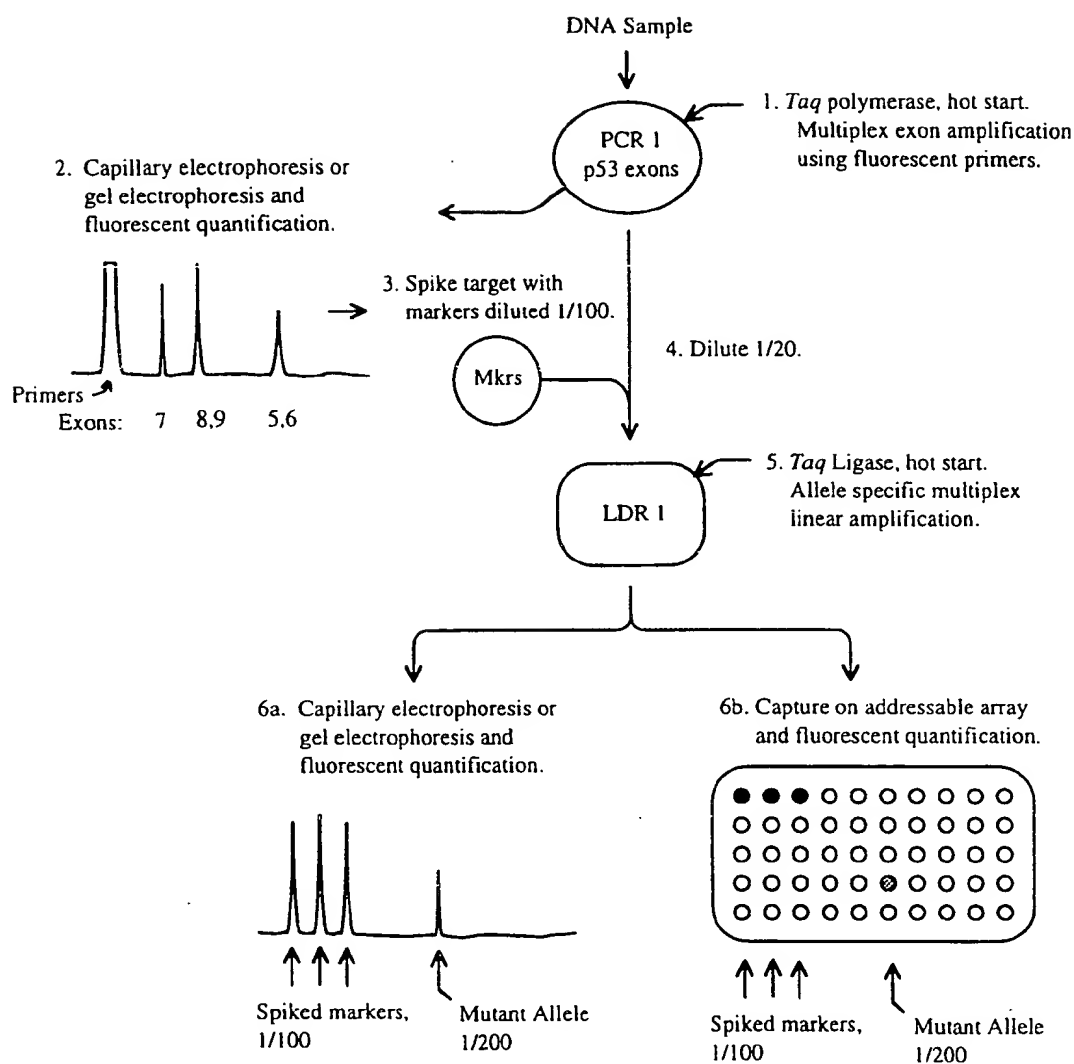 DNA Sample
PCR 1
p53 exons
1. Taq polymerase, hot start.
Multiplex exon amplification
using fluorescent primers.
2. Capillary electrophoresis or
gel electrophoresis and
fluorescent quantification.
3. Spike target with
markers diluted 1/100.
4. Dilute 1/20.
Mkrs
Primers
Exons: 7 8,9 5,6
5. Taq Ligase, hot start.
Allele specific multiplex
linear amplification.
LDR 1
6a. Capillary electrophoresis or
gel electrophoresis and
fluorescent quantification.
6b. Capture on addressable array
and fluorescent quantification.
Spiked markers,
1/100
Mutant Allele
1/200
Spiked markers,
1/100
Mutant Allele
1/200